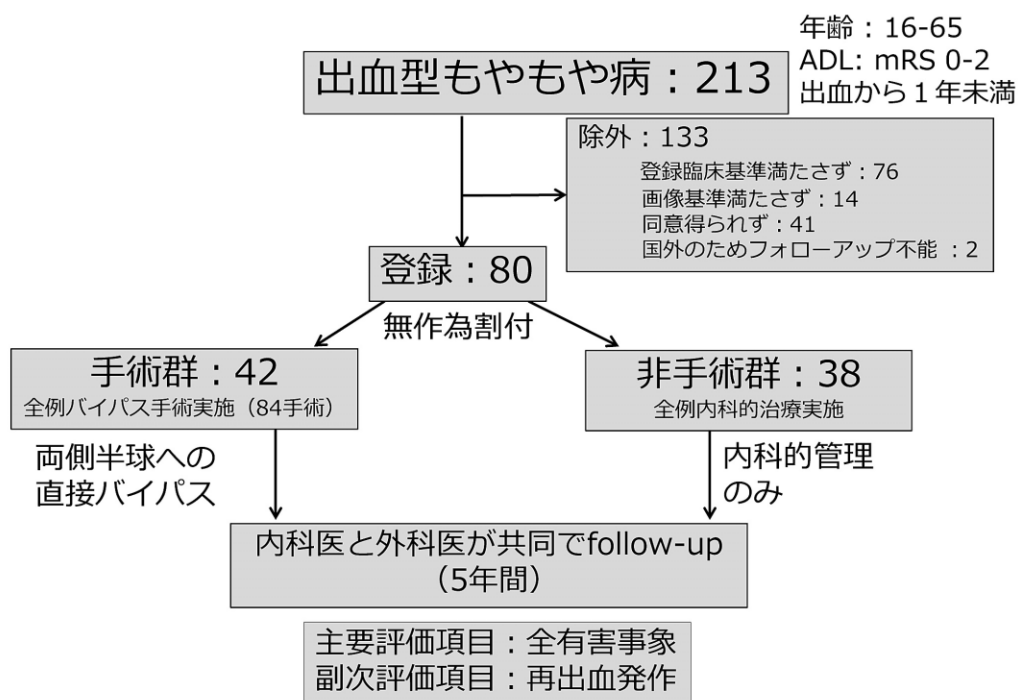 年齢：16-65
ADL: mRS 0-2
出血から１年未満
出血型もやもや病：213
除外：133
登録臨床基準満たさず：76
画像基準満たさず：14
同意得られず：41
国外のためフォローアップ不能 ：2
登録：80
無作為割付
手術群：42
全例バイパス手術実施（84手術）
非手術群：38
全例内科的治療実施
両側半球への
直接バイパス
内科的管理
のみ
内科医と外科医が共同でfollow-up
（5年間）
主要評価項目：全有害事象
副次評価項目：再出血発作